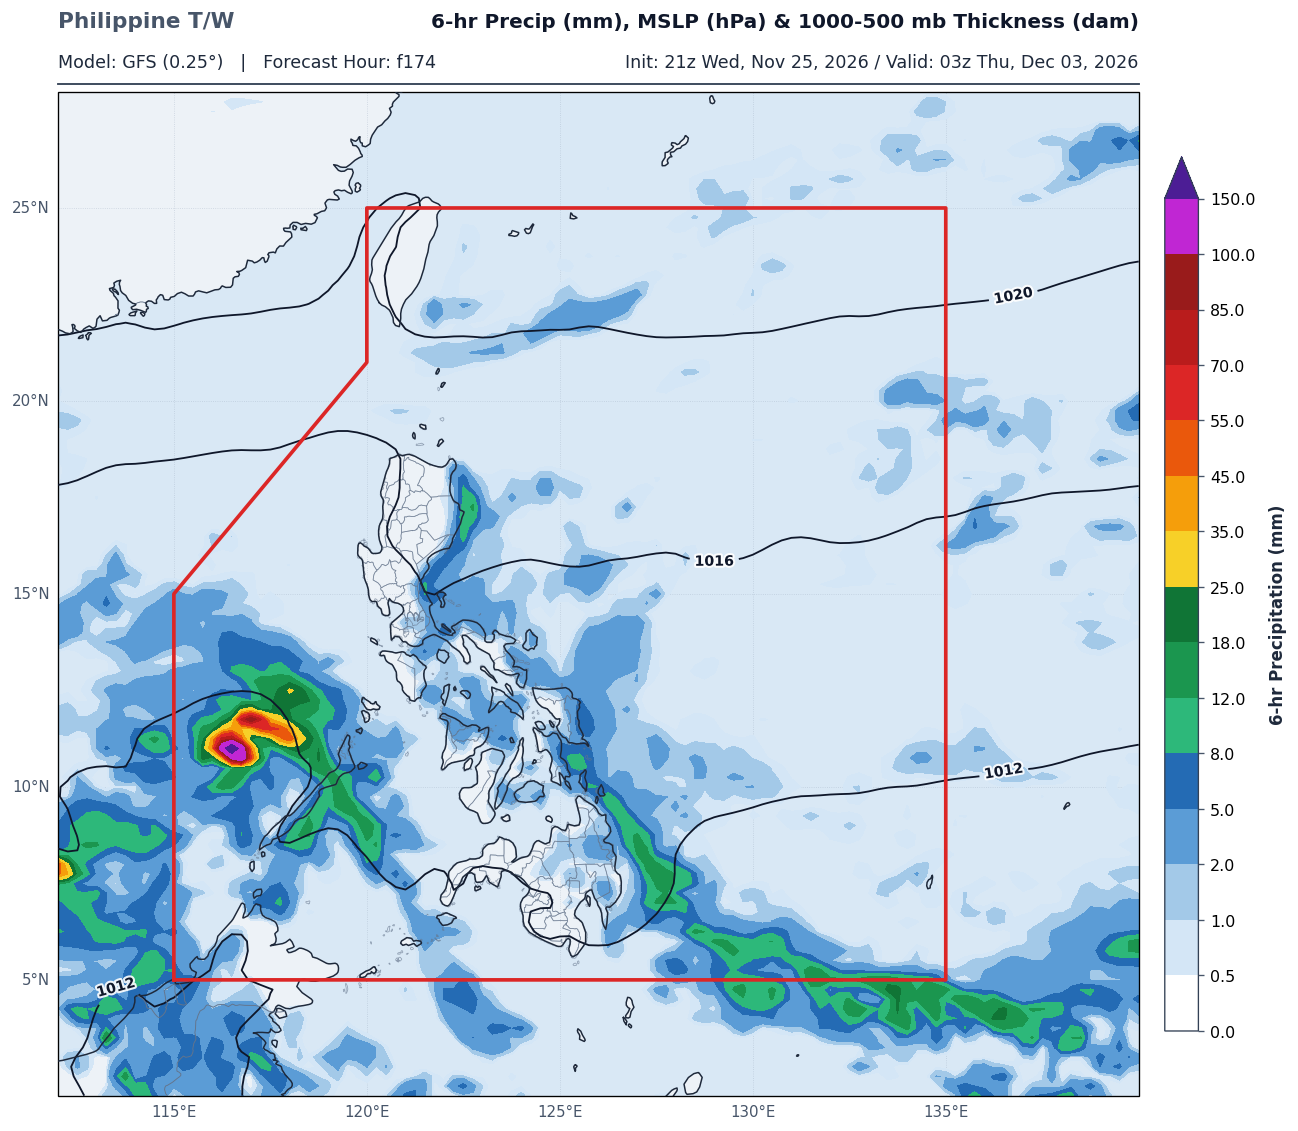 Philippine T/W
6-hr Precip (mm), MSLP (hPa) & 1000-500 mb Thickness (dam)
Model: GFS (0.25°) | Forecast Hour: f174
Init: 21z Wed, Nov 25, 2026 / Valid: 03z Thu, Dec 03, 2026
25°N
20°N
15°N
10°N
5°N
1020
1016
1012
1012
115°E
120°E
125°E
130°E
135°E
150.0
100.0
85.0
70.0
55.0
45.0
35.0
25.0
18.0
12.0
8.0
5.0
2.0
1.0
0.5
0.0
6-hr Precipitation (mm)